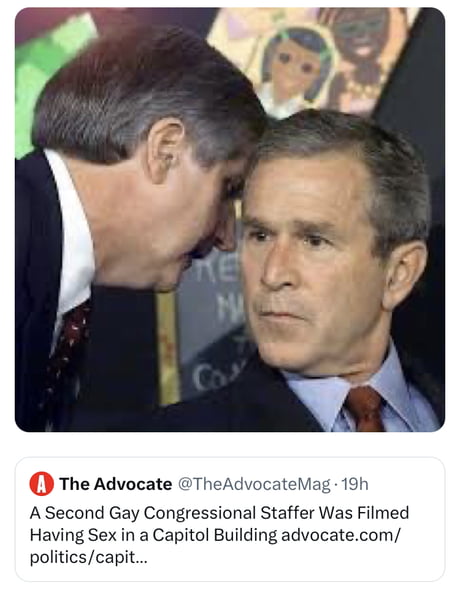 A The Advocate @TheAdvocateMag · 19h
A Second Gay Congressional Staffer Was Filmed
Having Sex in a Capitol Building advocate.com/
politics/capit...